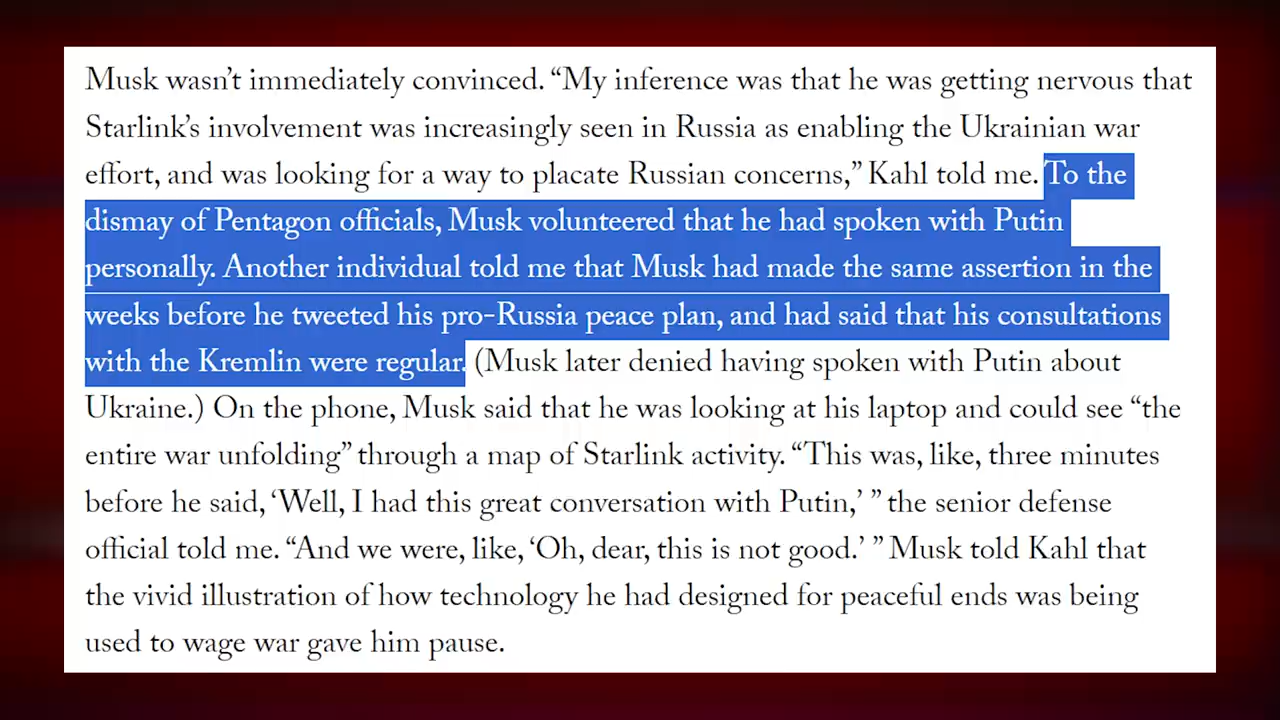 Musk wasn’t immediately convinced. “My inference was that he was getting nervous that
Starlink’s involvement was increasingly seen in Russia as enabling the Ukrainian war
effort, and was looking for a way to placate Russian concerns,” Kahl told me. To the
dismay of Pentagon officials, Musk volunteered that he had spoken with Putin
personally. Another individual told me that Musk had made the same assertion in the
weeks before he tweeted his pro-Russia peace plan, and had said that his consultations
with the Kremlin were regular. (Musk later denied having spoken with Putin about
Ukraine.) On the phone, Musk said that he was looking at his laptop and could see “the
entire war unfolding” through a map of Starlink activity. “This was, like, three minutes
before he said, ‘Well, I had this great conversation with Putin,’ ” the senior defense
official told me. “And we were, like, ‘Oh, dear, this is not good.’ ” Musk told Kahl that
the vivid illustration of how technology he had designed for peaceful ends was being
used to wage war gave him pause.